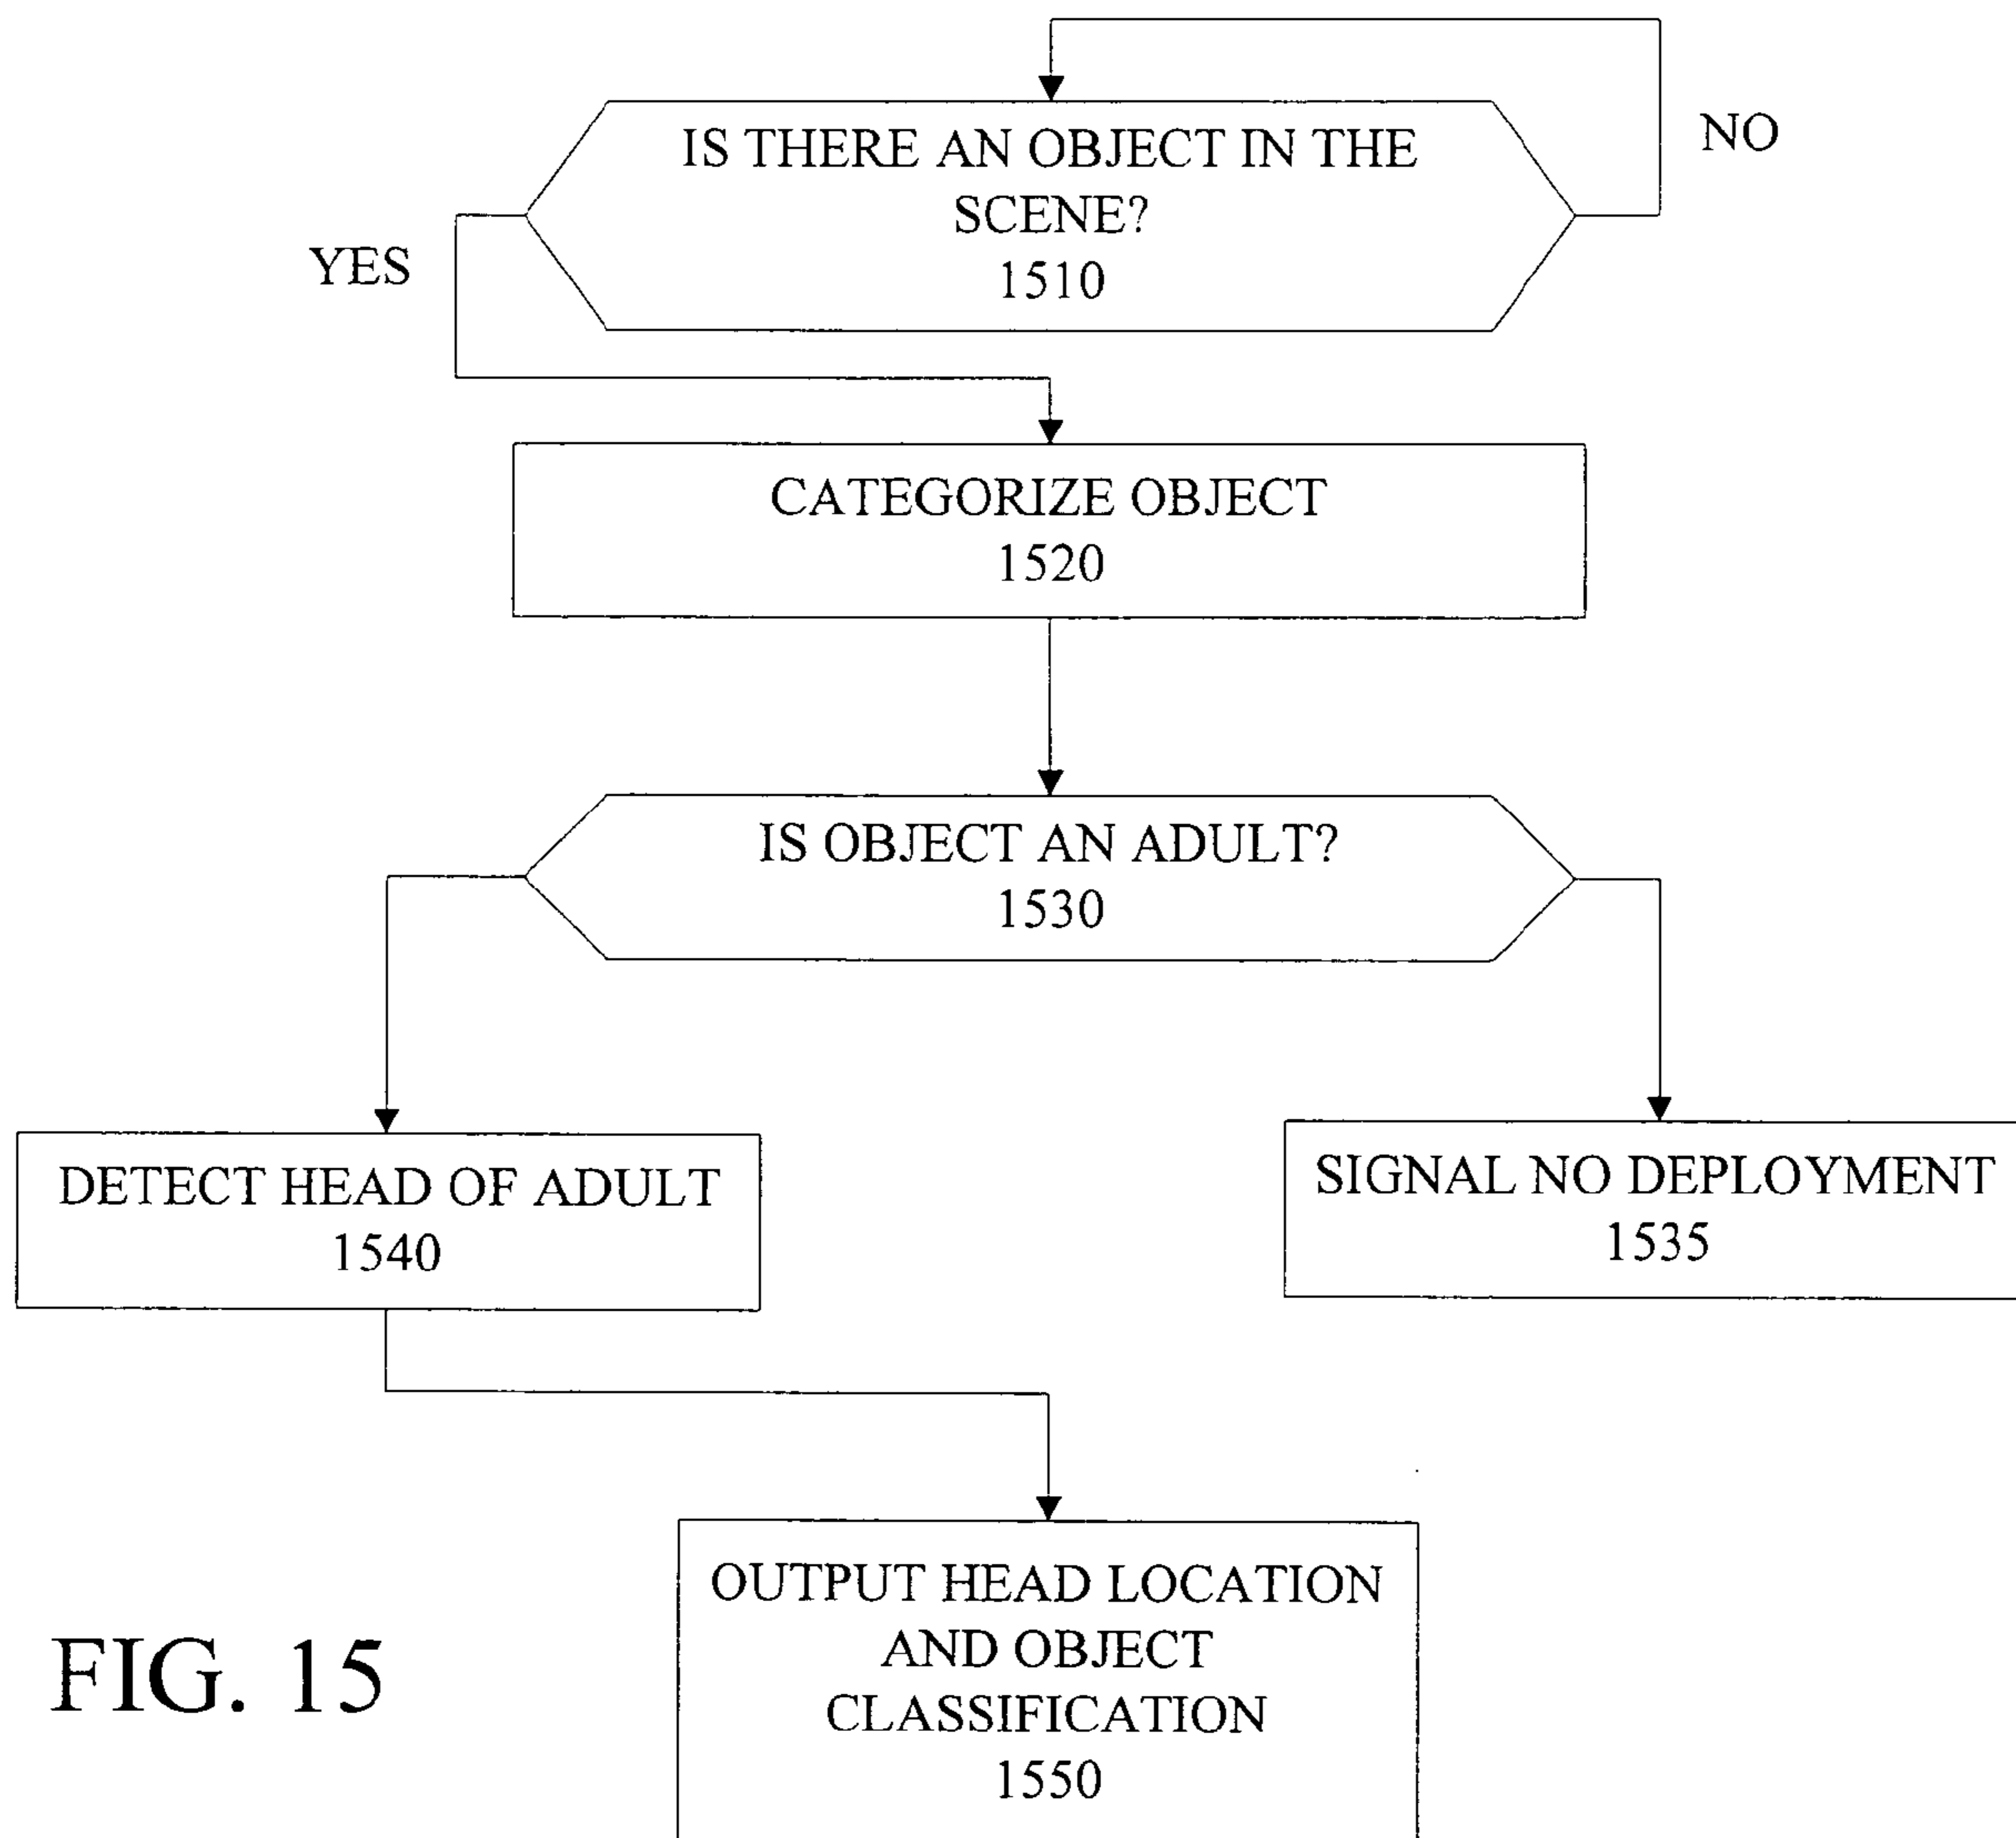 IS THERE AN OBJECT IN THE
SCENE?
1510
NO
YES
CATEGORIZE OBJECT
1520
IS OBJECT AN ADULT?
1530
DETECT HEAD OF ADULT
1540
SIGNAL NO DEPLOYMENT
1535
OUTPUT HEAD LOCATION
AND OBJECT
CLASSIFICATION
1550
FIG. 15